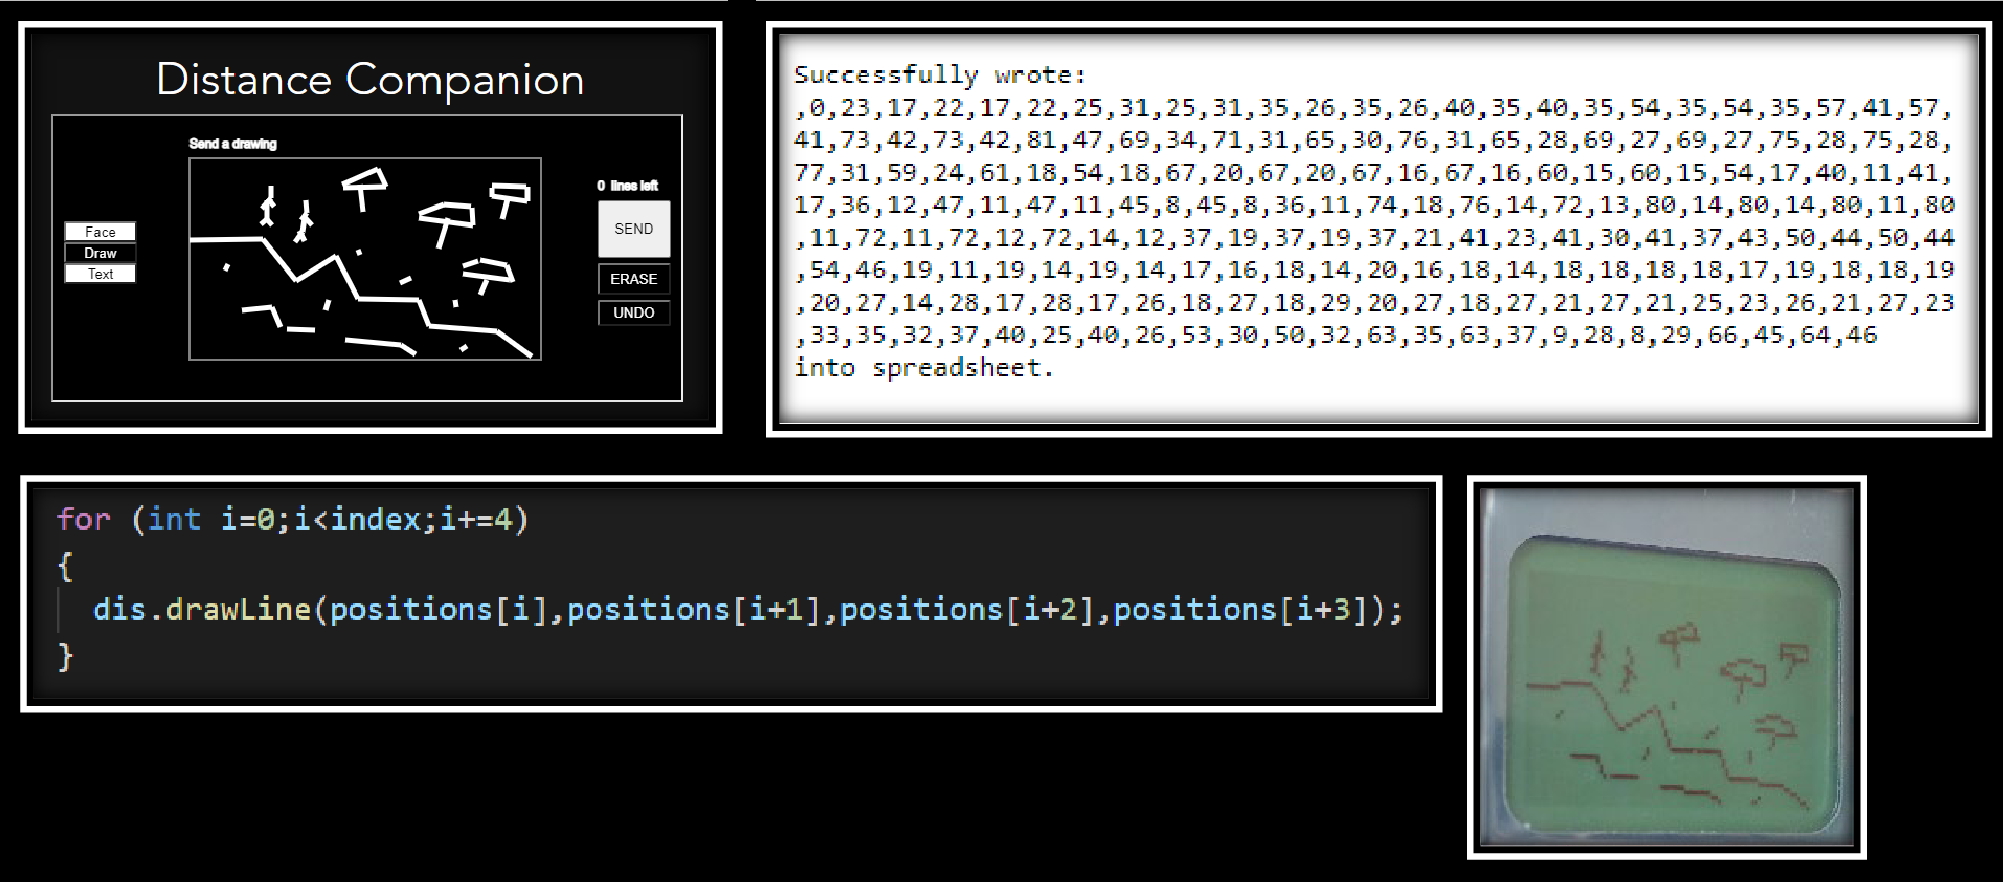 Distance Companion
Send a drawing
0 lines left
SEND
Face
Draw
Text
ERASE
UNDO
Successfully wrote:
,0,23,17,22,17,22,25,31,25,31,35,26,35,26,40,35,40,35,54,35,54,35,57,41,57,
41,73,42,73,42,81,47,69,34,71,31,65,30,76,31,65,28,69,27,69,27,75,28,75,28,
77,31,59,24,61,18,54,18,67,20,67,20,67,16,67,16,60,15,60,15,54,17,40,11,41,
17,36,12,47,11,47,11,45,8,45,8,36,11,74,18,76,14,72,13,80,14,80,14,80,11,80
,11,72,11,72,12,72,14,12,37,19,37,19,37,21,41,23,41,30,41,37,43,50,44,50,44
,54,46,19,11,19,14,19,14,17,16,18,14,20,16,18,14,18,18,18,18,17,19,18,18,19
,20,27,14,28,17,28,17,26,18,27,18,29,20,27,18,27,21,27,21,25,23,26,21,27,23
,33,35,32,37,40,25,40,26,53,30,50,32,63,35,63,37,9,28,8,29,66,45,64,46
into spreadsheet.
for (int i=0;i<index;i+=4)
{
dis.drawLine(positions[i],positions[i+1],positions[i+2],positions[i+3]);
}